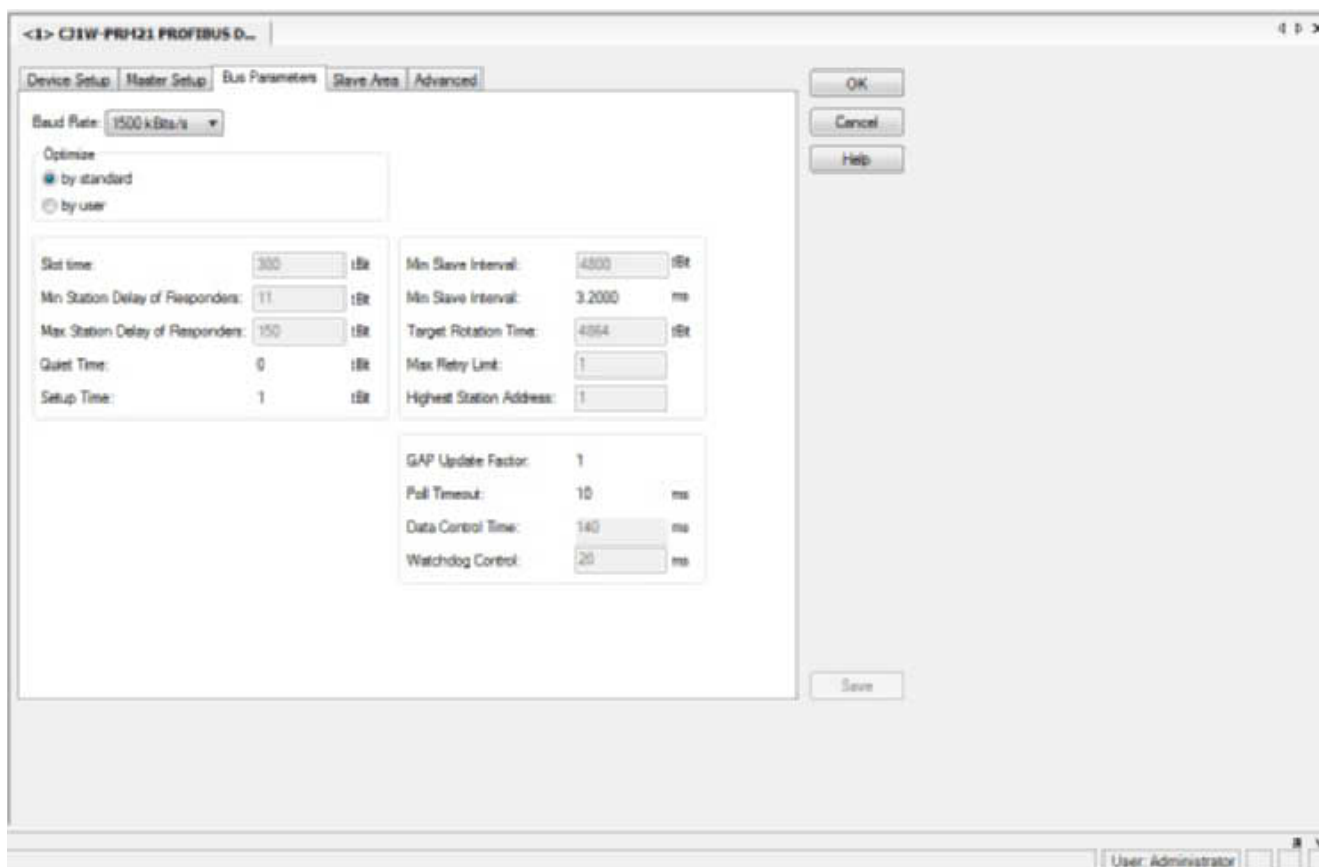 <1> CJ1W-PRM21 PROFIBUS D...
Device Setup Master Setup Bus Parameters Slave Area Advanced
OK
Baud Rate: 1500 kBits/s
Cancel
Optimize
Help
by standard
by user
Slot time: 300 tBit
Min Station Delay of Responders: 11 tBit
Max Station Delay of Responders: 150 tBit
Quiet Time: 0 tBit
Setup Time: 1 tBit
Min Slave Interval: 4800 tBit
Min Slave Interval: 3.2000 ms
Target Rotation Time: 4864 tBit
Max Retry Limit: 1
Highest Station Address: 1
GAP Update Factor: 1
Poll Timeout: 10 ms
Data Control Time: 140 ms
Watchdog Control: 20 ms
Save
User: Administrator